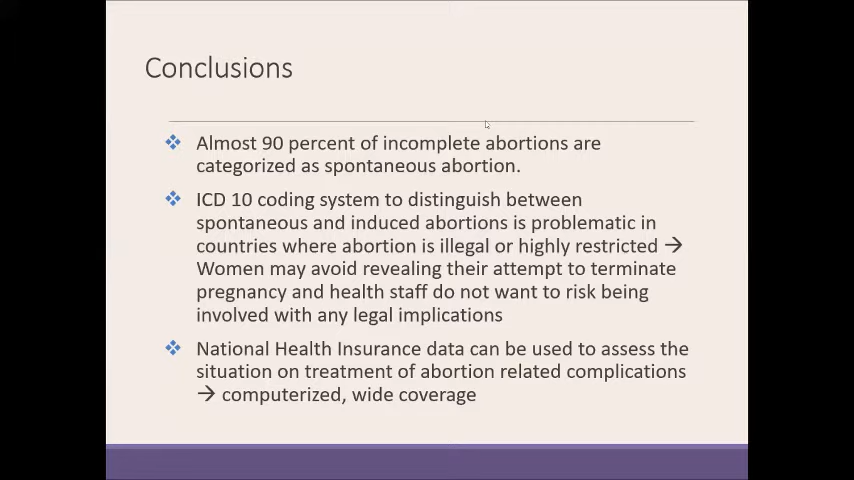 Conclusions
Almost 90 percent of incomplete abortions are
categorized as spontaneous abortion.
ICD 10 coding system to distinguish between
spontaneous and induced abortions is problematic in
countries where abortion is illegal or highly restricted →
Women may avoid revealing their attempt to terminate
pregnancy and health staff do not want to risk being
involved with any legal implications
National Health Insurance data can be used to assess the
situation on treatment of abortion related complications
→ computerized, wide coverage